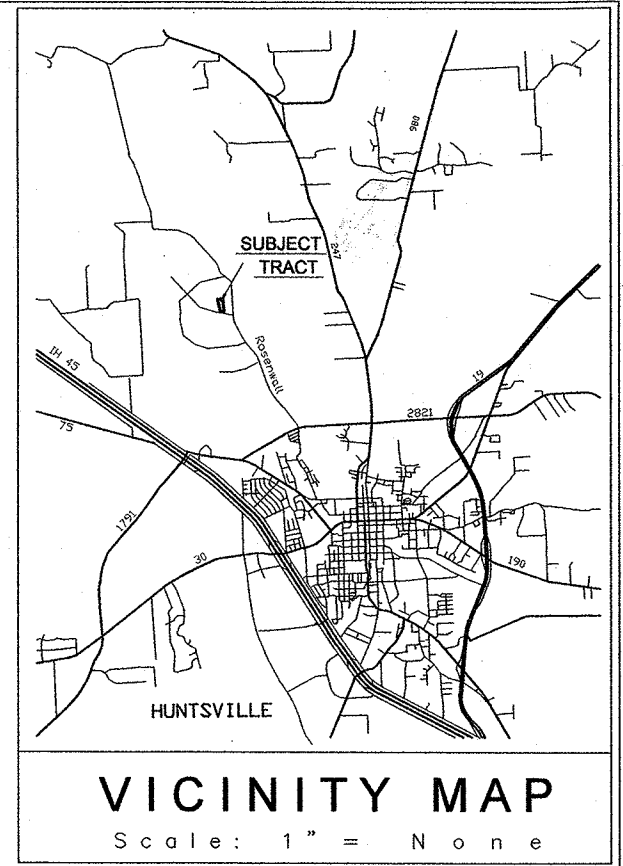 980
SUBJECT
TRACT
247
Rosenwall
IH 45
19
75
2821
1791
30
190
HUNTSVILLE
VICINITY MAP
Scale: 1" = None